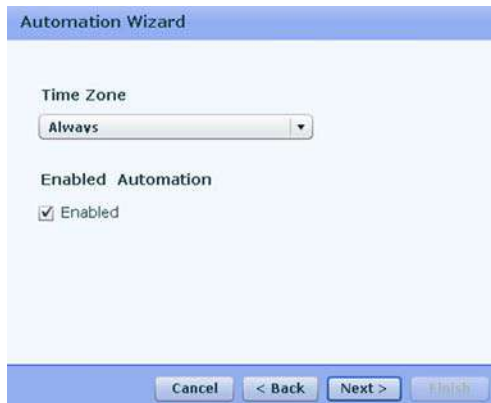 Automation Wizard
Time Zone
Always
Enabled Automation
Enabled
Cancel
< Back
Next >
Finish